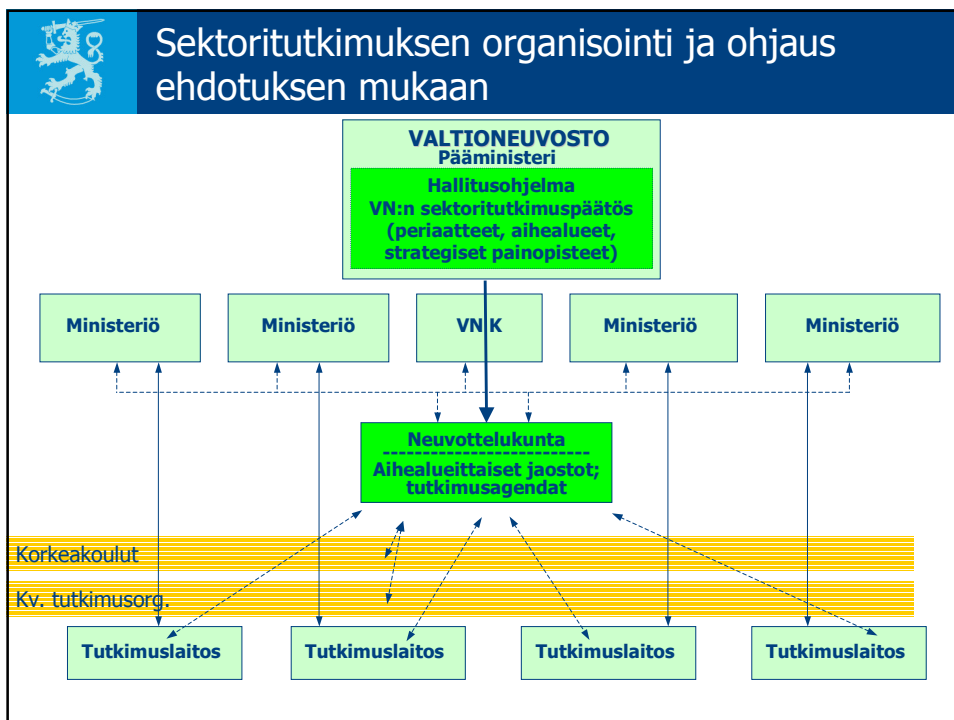 Sektoritutkimuksen organisointi ja ohjaus
ehdotuksen mukaan
VALTIONEUVOSTO
Pääministeri
Hallitusohjelma
VN:n sektoritutkimuspäätös
(periaatteet, aihealueet,
strategiset painopisteet)
Ministeriö
Ministeriö
VNK
Ministeriö
Ministeriö
Neuvottelukunta
---------------------------
Aihealueittaiset jaostot;
tutkimusagendat
Korkeakoulut
Kv. tutkimusorg.
Tutkimuslaitos
Tutkimuslaitos
Tutkimuslaitos
Tutkimuslaitos